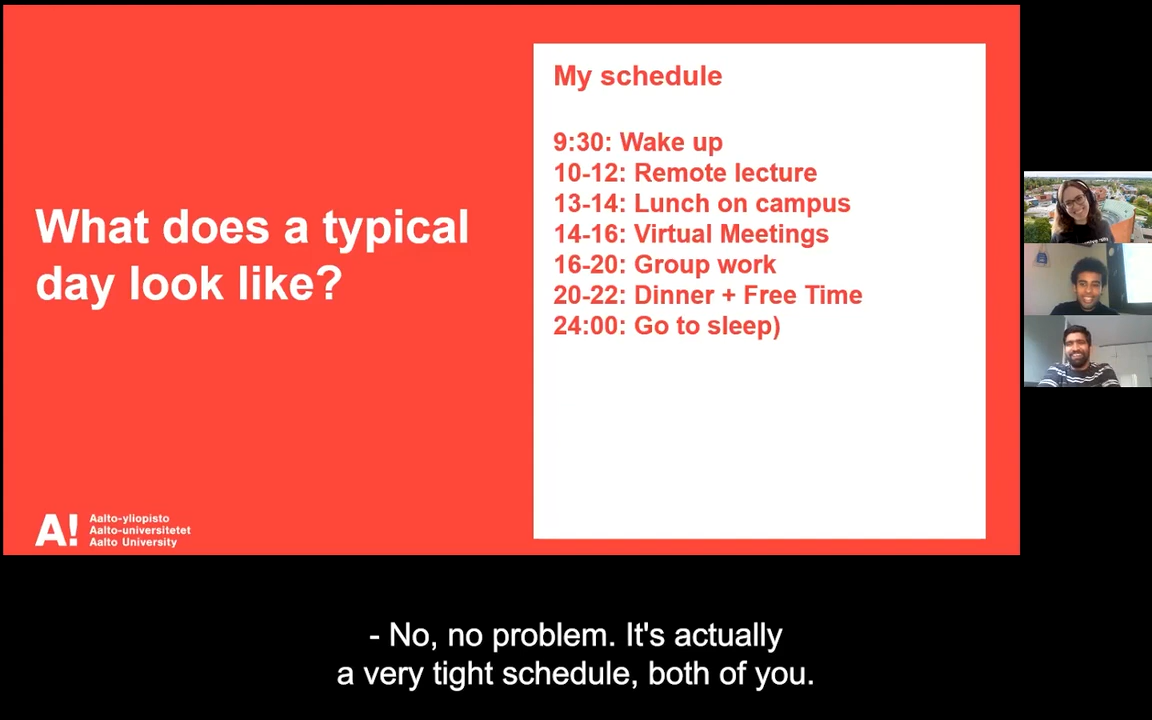 What does a typical
day look like?
My schedule
9:30: Wake up
10-12: Remote lecture
13-14: Lunch on campus
14-16: Virtual Meetings
16-20: Group work
20-22: Dinner + Free Time
24:00: Go to sleep)
A!
Aalto-yliopisto
Aalto-universitetet
Aalto University
- No, no problem. It's actually
a very tight schedule, both of you.